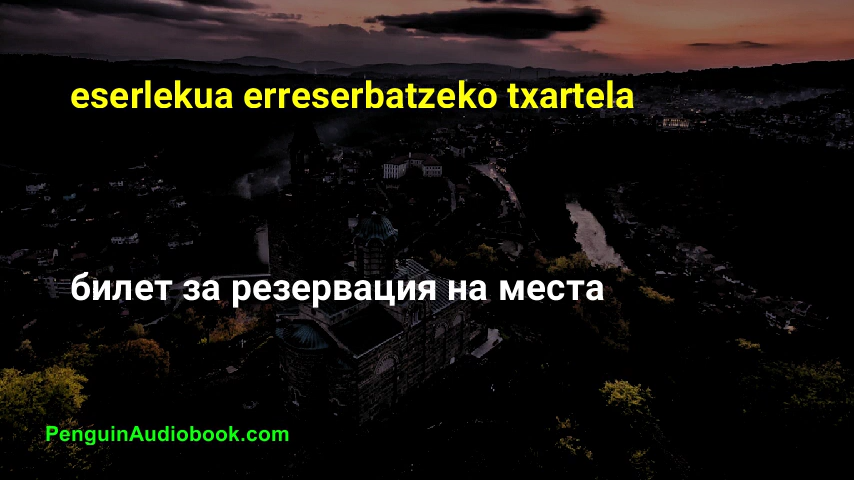 eserlekua erreserbatzeko txartela
билет за резервация на места
PenguinAudiobook.com